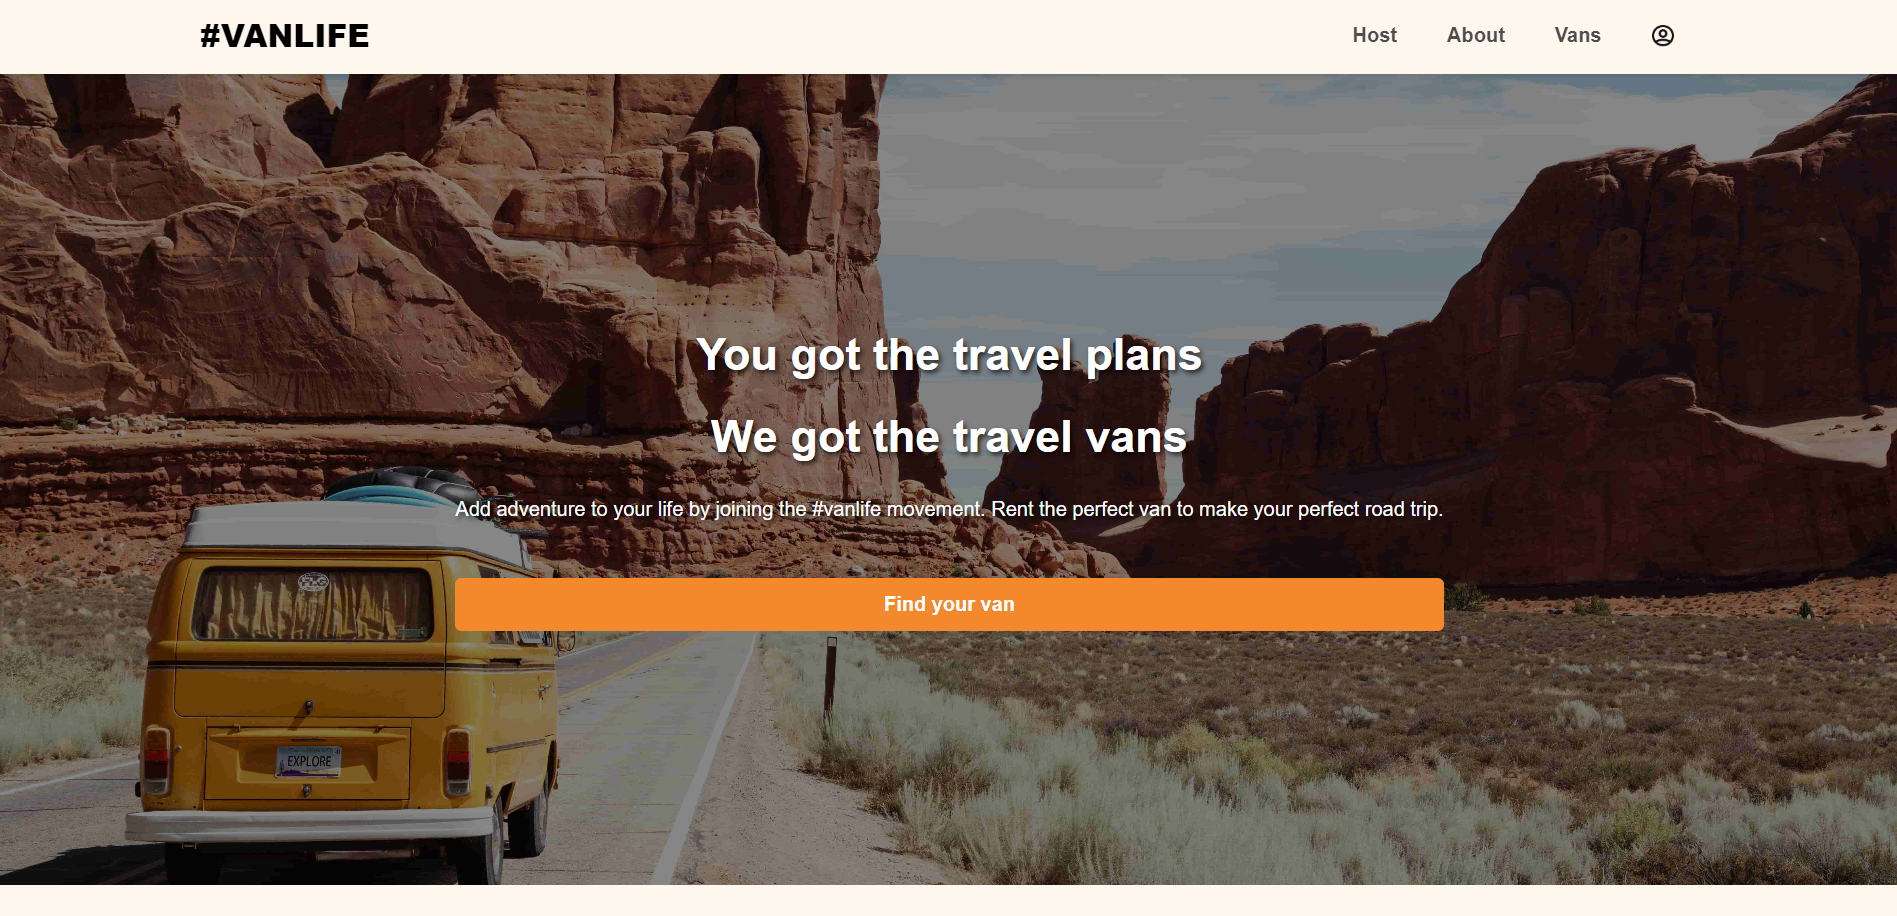 #VANLIFE
Host
About
Vans
You got the travel plans
We got the travel vans
Add adventure to your life by joining the #vanlife movement. Rent the perfect van to make your perfect road trip.
Find your van
EXPLORE